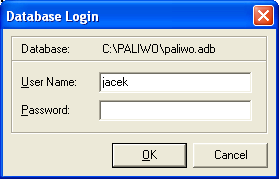 Database Login
Database: C:\PALIWO\paliwo.adb
User Name: jacek
Password:
OK Cancel